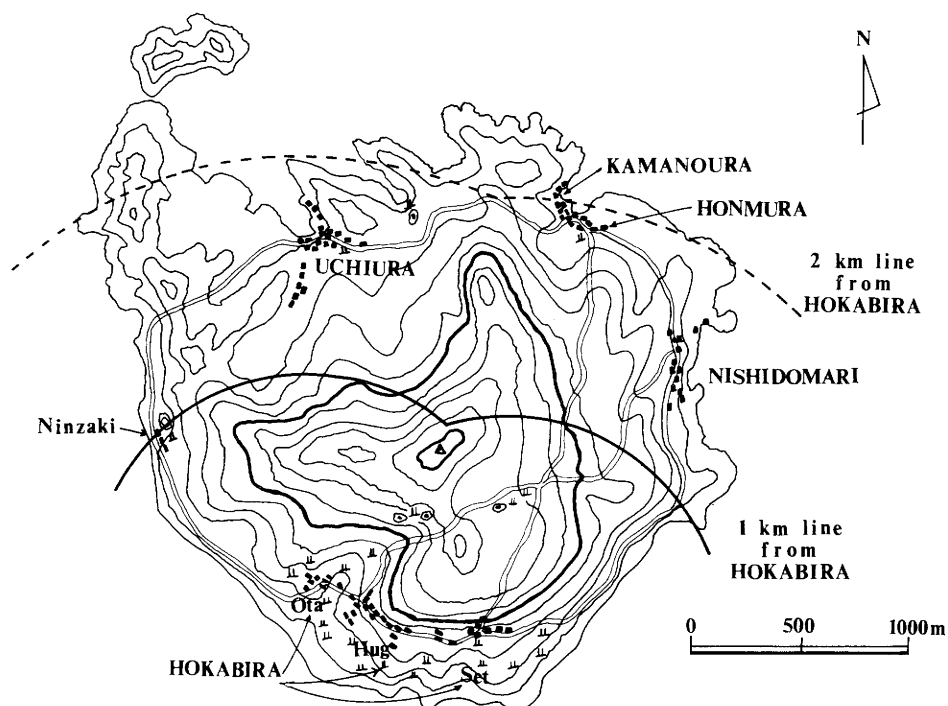 N
KAMANOURA
HONMURA
UCHIURA
2 km line
from
HOKABIRA
NISHIDOMARI
Ninzaki
1 km line
from
HOKABIRA
Ota
Hug
HOKABIRA
Set
0 500 1000m